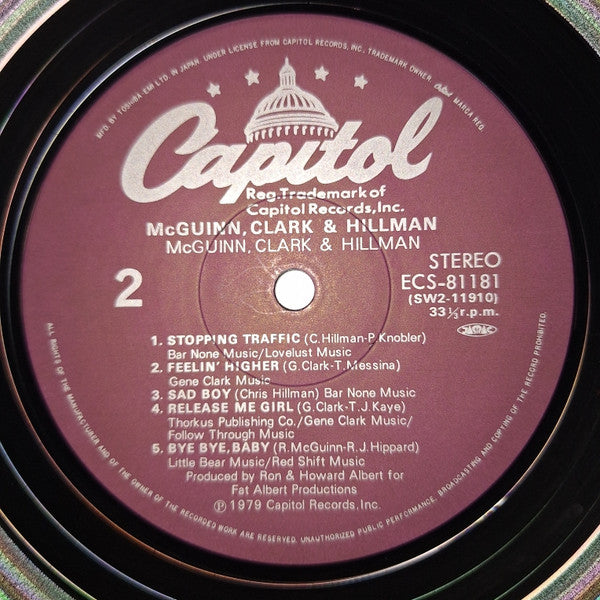 MFD. BY TOSHIBA EMI LTD. IN JAPAN. UNDER LICENSE FROM CAPITOL RECORDS, INC. TRADEMARK OWNER. Capitol MARCA REG.
Capitol
Reg. Trademark of
Capitol Records, Inc.
McGUINN, CLARK & HILLMAN
McGUINN, CLARK & HILLMAN
2
STEREO
ECS-81181
(SW2-11910)
33⅓ r.p.m.
1. STOPPING TRAFFIC (C. Hillman-P. Knobler)
Bar None Music/Lovelust Music
2. FEELIN' HIGHER (G. Clark-T. Messina)
Gene Clark Music
3. SAD BOY (Chris Hillman) Bar None Music
4. RELEASE ME GIRL (G. Clark-T. J. Kaye)
Thorkus Publishing Co./Gene Clark Music/
Follow Through Music
5. BYE BYE, BABY (R. McGuinn-R. J. Hippard)
Little Bear Music/Red Shift Music
Produced by Ron & Howard Albert for
Fat Albert Productions
℗ 1979 Capitol Records, Inc.
ALL RIGHTS OF THE MANUFACTURER AND OF THE OWNER OF THE RECORDED WORK ARE RESERVED. UNAUTHORIZED PUBLIC PERFORMANCE, BROADCASTING AND COPYING OF THE RECORD PROHIBITED.